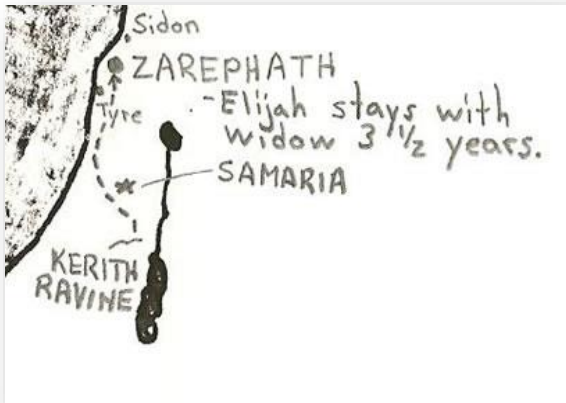 Sidon
ZAREPHATH
Tyre
-Elijah stays with
widow 3 1/2 years.
SAMARIA
KERITH
RAVINE